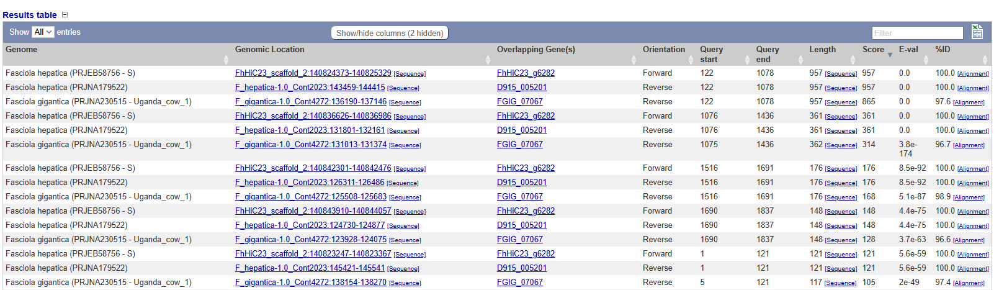 Results table
Show All entries Show/hide columns (2 hidden) Filter
Genome Genomic Location Overlapping Gene(s) Orientation Query start Query end Length Score E-val %ID
Fasciola hepatica (PRJEB58756 - S) FhHiC23_scaffold_2:140824373-140825329 [Sequence] FhHiC23_g6282 Forward 122 1078 957 [Sequence] 957 0.0 100.0 [Alignment]
Fasciola hepatica (PRJNA179522) F_hepatica-1.0_Cont2023:143459-144415 [Sequence] D915_005201 Reverse 122 1078 957 [Sequence] 957 0.0 100.0 [Alignment]
Fasciola gigantica (PRJNA230515 - Uganda_cow_1) F_gigantica-1.0_Cont4272:136190-137146 [Sequence] FGIG_07067 Reverse 122 1078 957 [Sequence] 865 0.0 97.6 [Alignment]
Fasciola hepatica (PRJEB58756 - S) FhHiC23_scaffold_2:140836626-140836986 [Sequence] FhHiC23_g6282 Forward 1076 1436 361 [Sequence] 361 0.0 100.0 [Alignment]
Fasciola hepatica (PRJNA179522) F_hepatica-1.0_Cont2023:131801-132161 [Sequence] D915_005201 Reverse 1076 1436 361 [Sequence] 361 0.0 100.0 [Alignment]
Fasciola gigantica (PRJNA230515 - Uganda_cow_1) F_gigantica-1.0_Cont4272:131013-131374 [Sequence] FGIG_07067 Reverse 1075 1436 362 [Sequence] 314 3.8e-174 96.7 [Alignment]
Fasciola hepatica (PRJEB58756 - S) FhHiC23_scaffold_2:140842301-140842476 [Sequence] FhHiC23_g6282 Forward 1516 1691 176 [Sequence] 176 8.5e-92 100.0 [Alignment]
Fasciola hepatica (PRJNA179522) F_hepatica-1.0_Cont2023:126311-126486 [Sequence] D915_005201 Reverse 1516 1691 176 [Sequence] 176 8.5e-92 100.0 [Alignment]
Fasciola gigantica (PRJNA230515 - Uganda_cow_1) F_gigantica-1.0_Cont4272:125508-125683 [Sequence] FGIG_07067 Reverse 1516 1691 176 [Sequence] 168 5.1e-87 98.9 [Alignment]
Fasciola hepatica (PRJEB58756 - S) FhHiC23_scaffold_2:140843910-140844057 [Sequence] FhHiC23_g6282 Forward 1690 1837 148 [Sequence] 148 4.4e-75 100.0 [Alignment]
Fasciola hepatica (PRJNA179522) F_hepatica-1.0_Cont2023:124730-124877 [Sequence] D915_005201 Reverse 1690 1837 148 [Sequence] 148 4.4e-75 100.0 [Alignment]
Fasciola gigantica (PRJNA230515 - Uganda_cow_1) F_gigantica-1.0_Cont4272:123928-124075 [Sequence] FGIG_07067 Reverse 1690 1837 148 [Sequence] 128 3.7e-63 96.6 [Alignment]
Fasciola hepatica (PRJEB58756 - S) FhHiC23_scaffold_2:140823247-140823367 [Sequence] FhHiC23_g6282 Forward 1 121 121 [Sequence] 121 5.6e-59 100.0 [Alignment]
Fasciola hepatica (PRJNA179522) F_hepatica-1.0_Cont2023:145421-145541 [Sequence] D915_005201 Reverse 1 121 121 [Sequence] 121 5.6e-59 100.0 [Alignment]
Fasciola gigantica (PRJNA230515 - Uganda_cow_1) F_gigantica-1.0_Cont4272:138154-138270 [Sequence] FGIG_07067 Reverse 5 121 117 [Sequence] 105 2e-49 97.4 [Alignment]